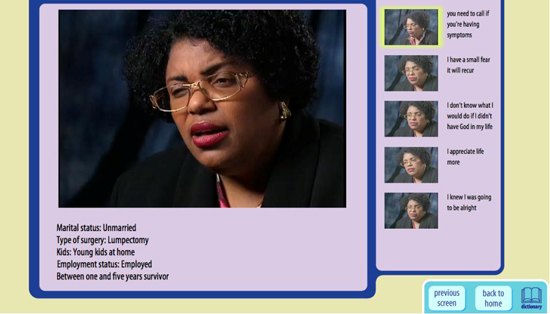 you need to call if
you're having
symptoms
I have a small fear
it will recur
I don't know what I
would do if I didn't
have God in my life
I appreciate life
more
I knew I was going
to be alright
Marital status: Unmarried
Type of surgery: Lumpectomy
Kids: Young kids at home
Employment status: Employed
Between one and five years survivor
previous
screen
back to
home
dictionary